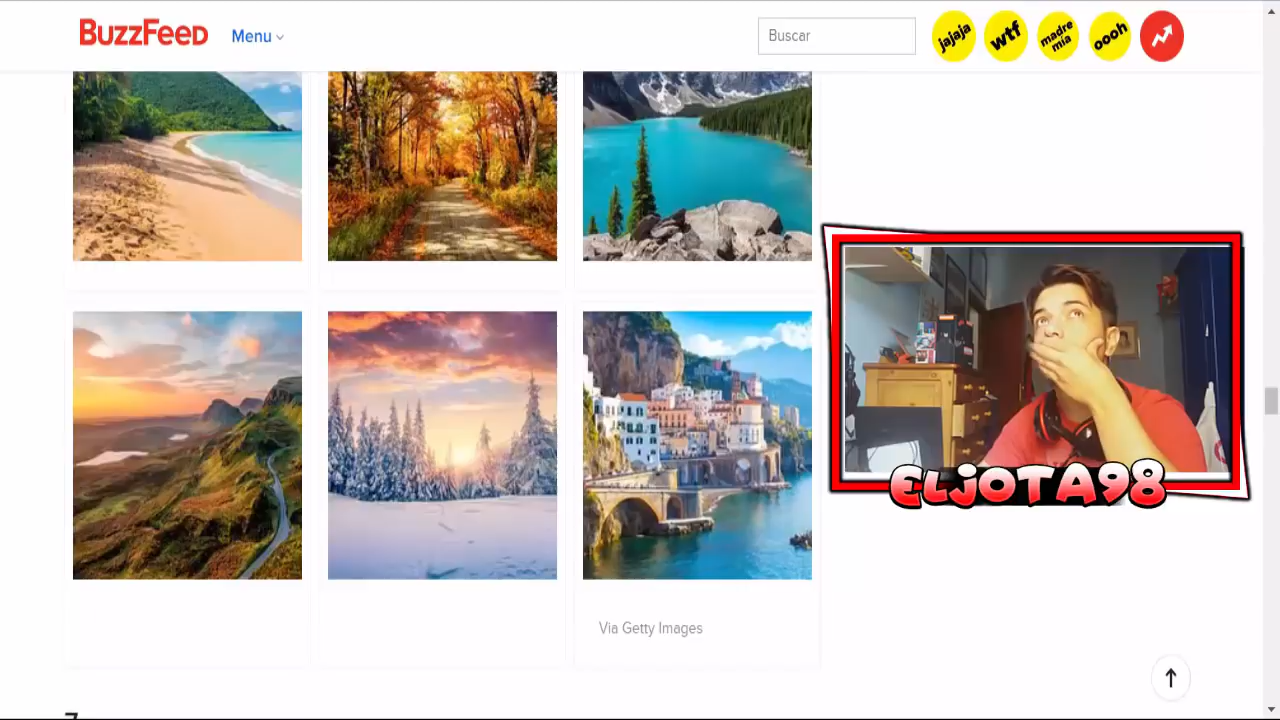 BuzzFeed
Menu
Buscar
jajaja
wtf
madre
mia
oooh
ELJOTA98
Via Getty Images